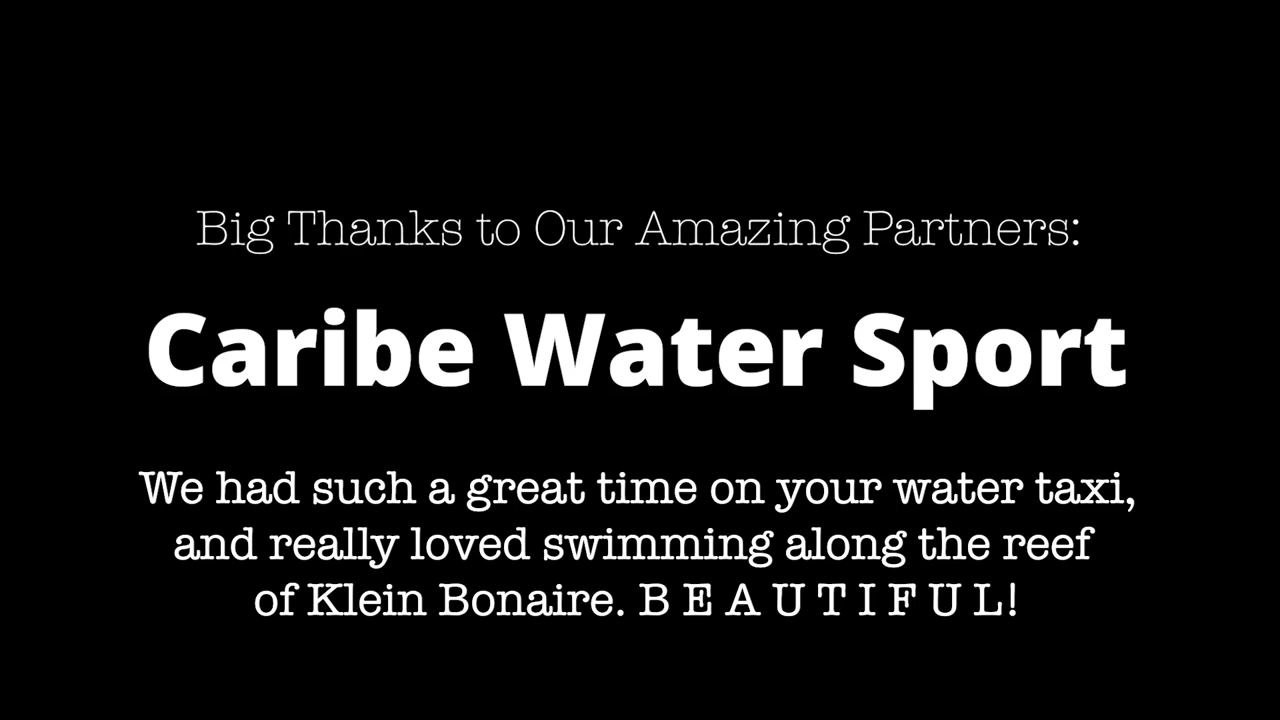 Big Thanks to Our Amazing Partners:
Caribe Water Sport
We had such a great time on your water taxi,
and really loved swimming along the reef
of Klein Bonaire. B E A U T I F U L!